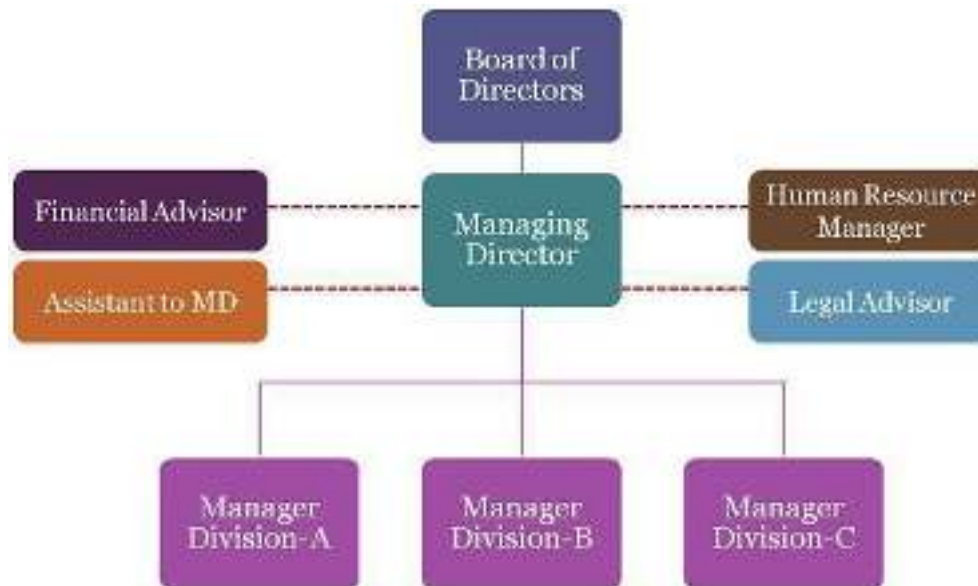 Board of
Directors
Financial Advisor
Managing
Director
Human Resource
Manager
Assistant to MD
Legal Advisor
Manager
Division-A
Manager
Division-B
Manager
Division-C